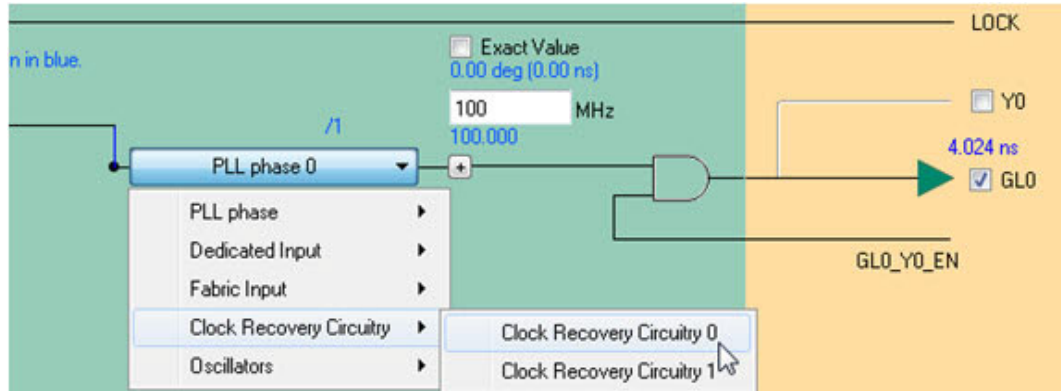 LOCK
n in blue.
Exact Value
0.00 deg (0.00 ns)
100 MHz
100.000
/1
PLL phase 0
+
Y0
4.024 ns
GL0
GL0_Y0_EN
PLL phase
Dedicated Input
Fabric Input
Clock Recovery Circuitry
Oscillators
Clock Recovery Circuitry 0
Clock Recovery Circuitry 1